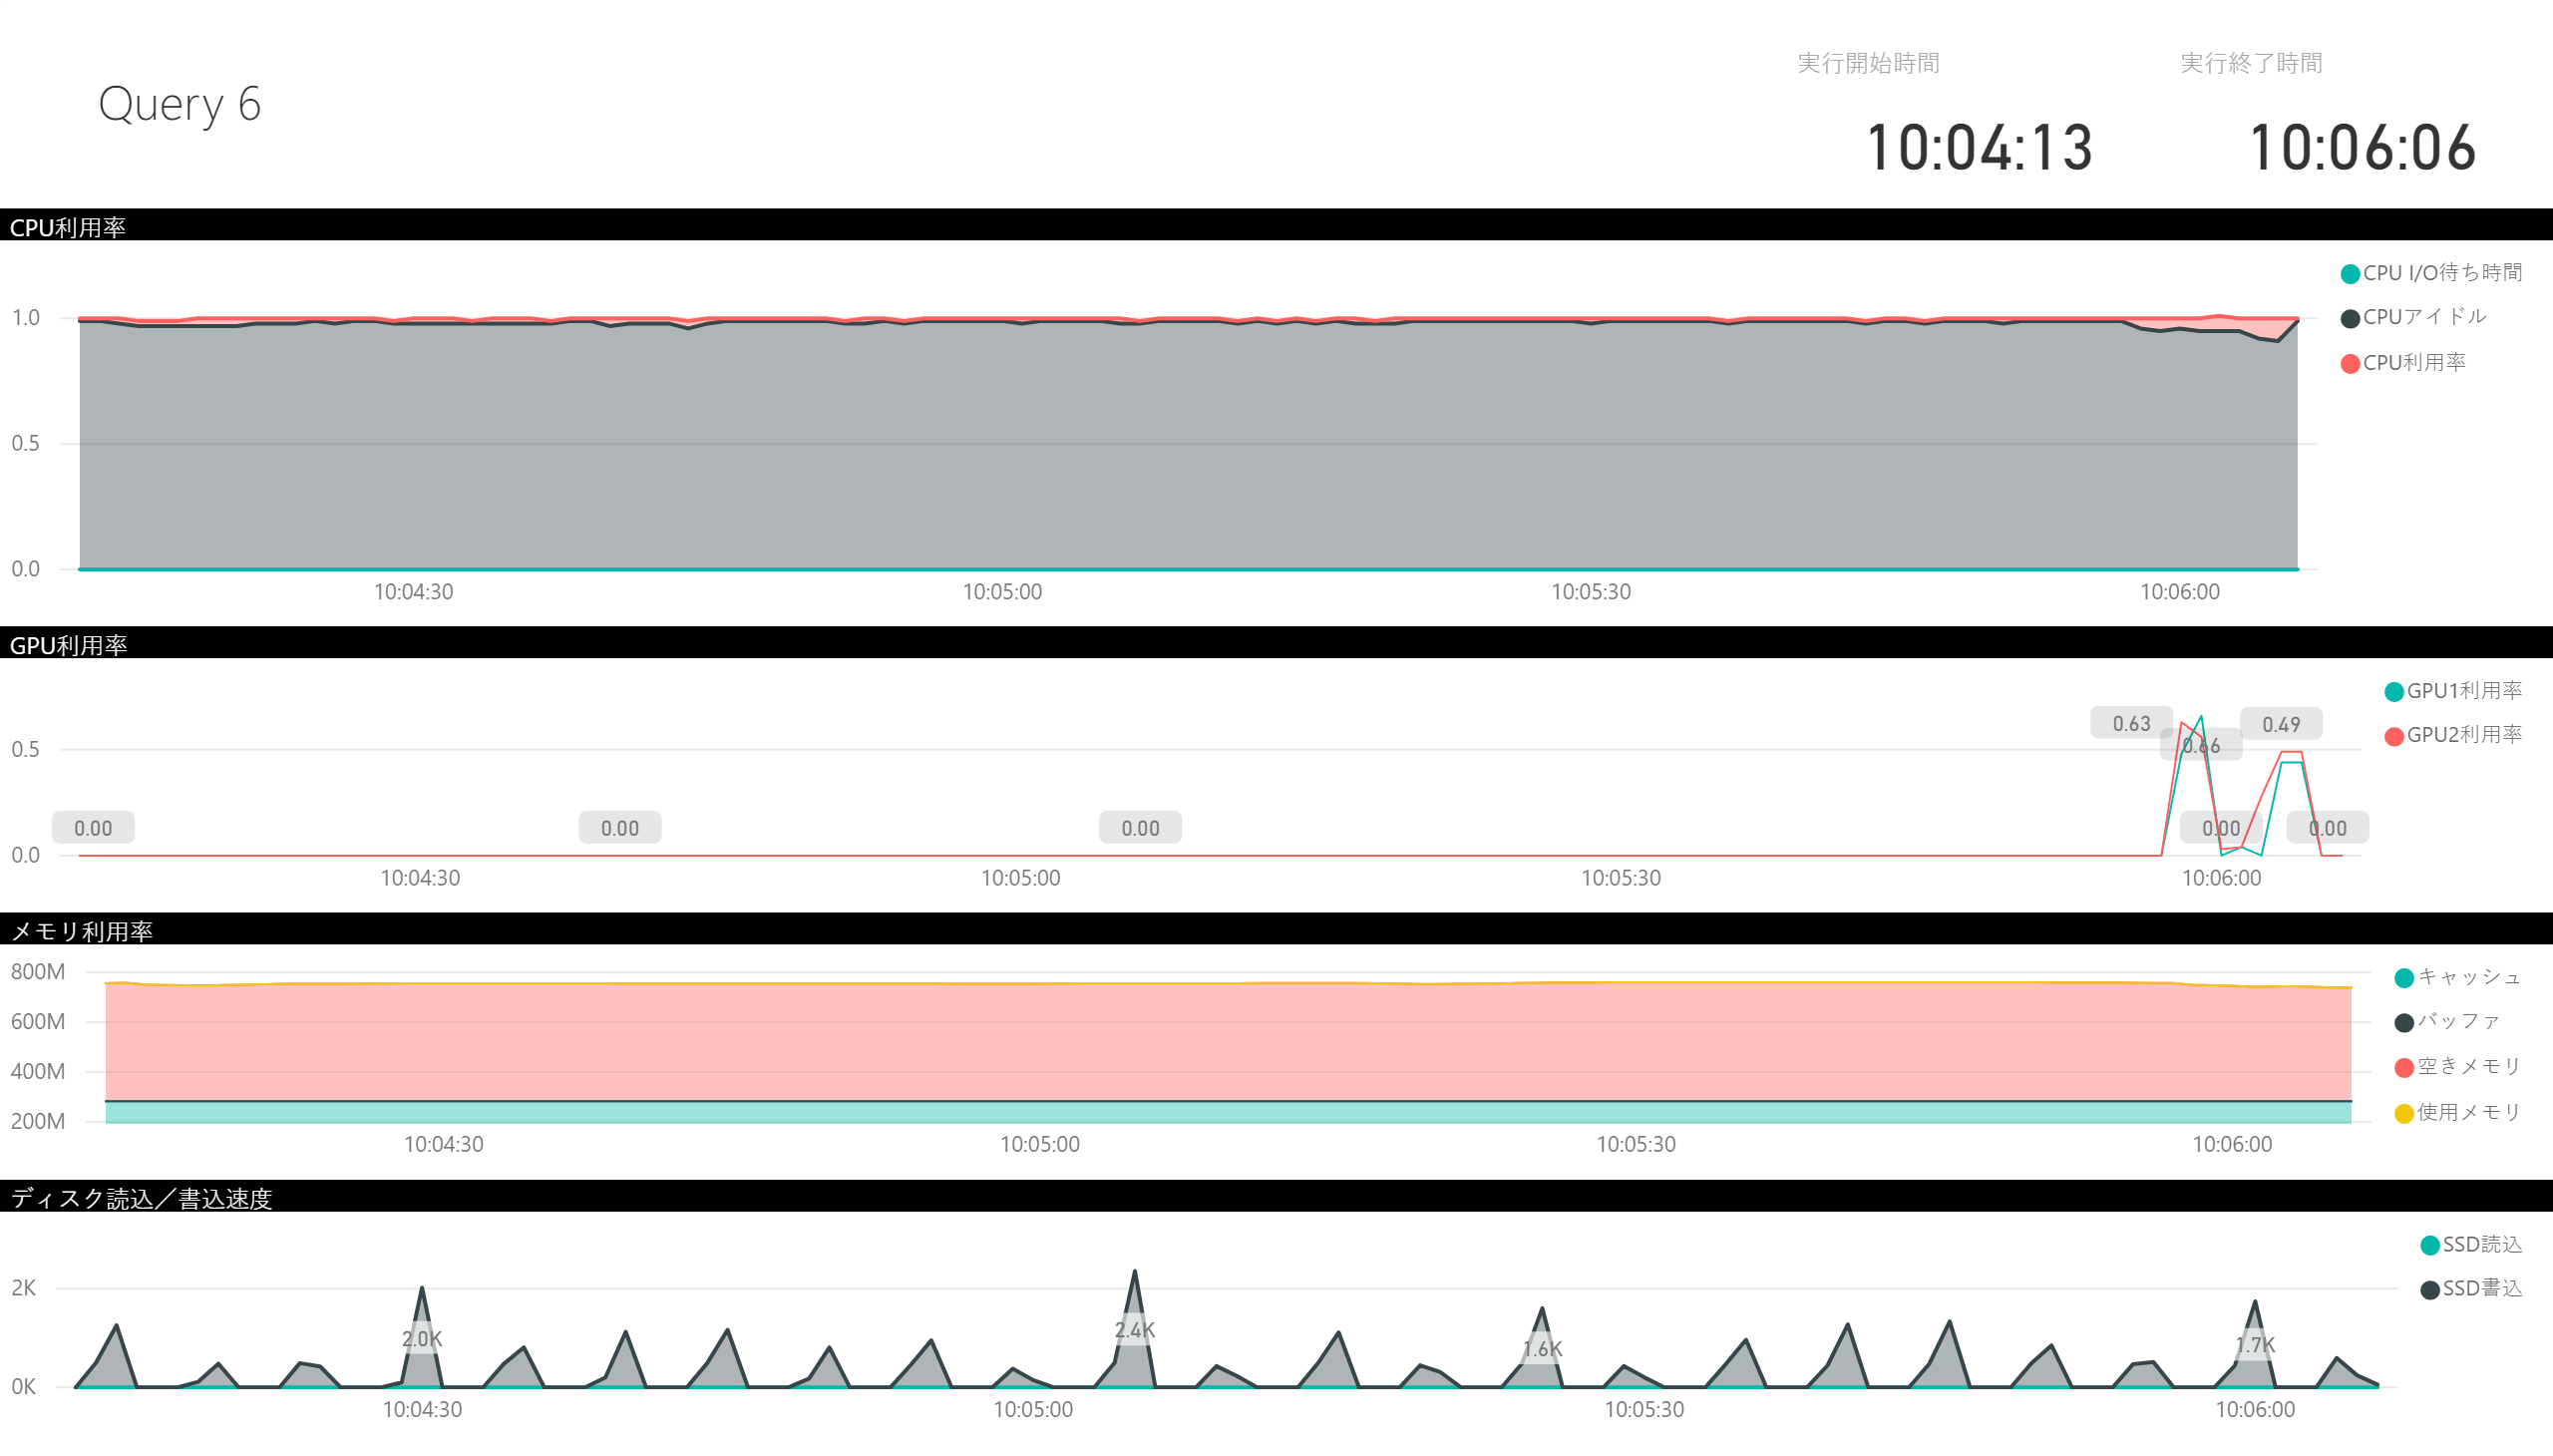 Query 6
実行開始時間
10:04:13
実行終了時間
10:06:06
CPU利用率
1.0
0.5
0.0
10:04:30
10:05:00
10:05:30
10:06:00
CPU I/O待ち時間
CPUアイドル
CPU利用率
GPU利用率
0.5
0.0
0.00
0.00
0.00
0.63
0.66
0.49
0.00
0.00
10:04:30
10:05:00
10:05:30
10:06:00
GPU1利用率
GPU2利用率
メモリ利用率
800M
600M
400M
200M
10:04:30
10:05:00
10:05:30
10:06:00
キャッシュ
バッファ
空きメモリ
使用メモリ
ディスク読込／書込速度
2K
0K
2.0K
2.4K
1.6K
1.7K
10:04:30
10:05:00
10:05:30
10:06:00
SSD読込
SSD書込